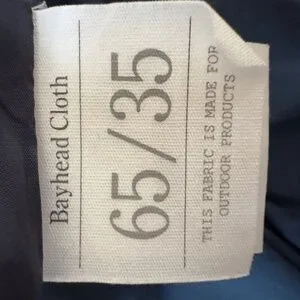 Bayhead Cloth
65/35
THIS FABRIC IS MADE FOR
OUTDOOR PRODUCTS